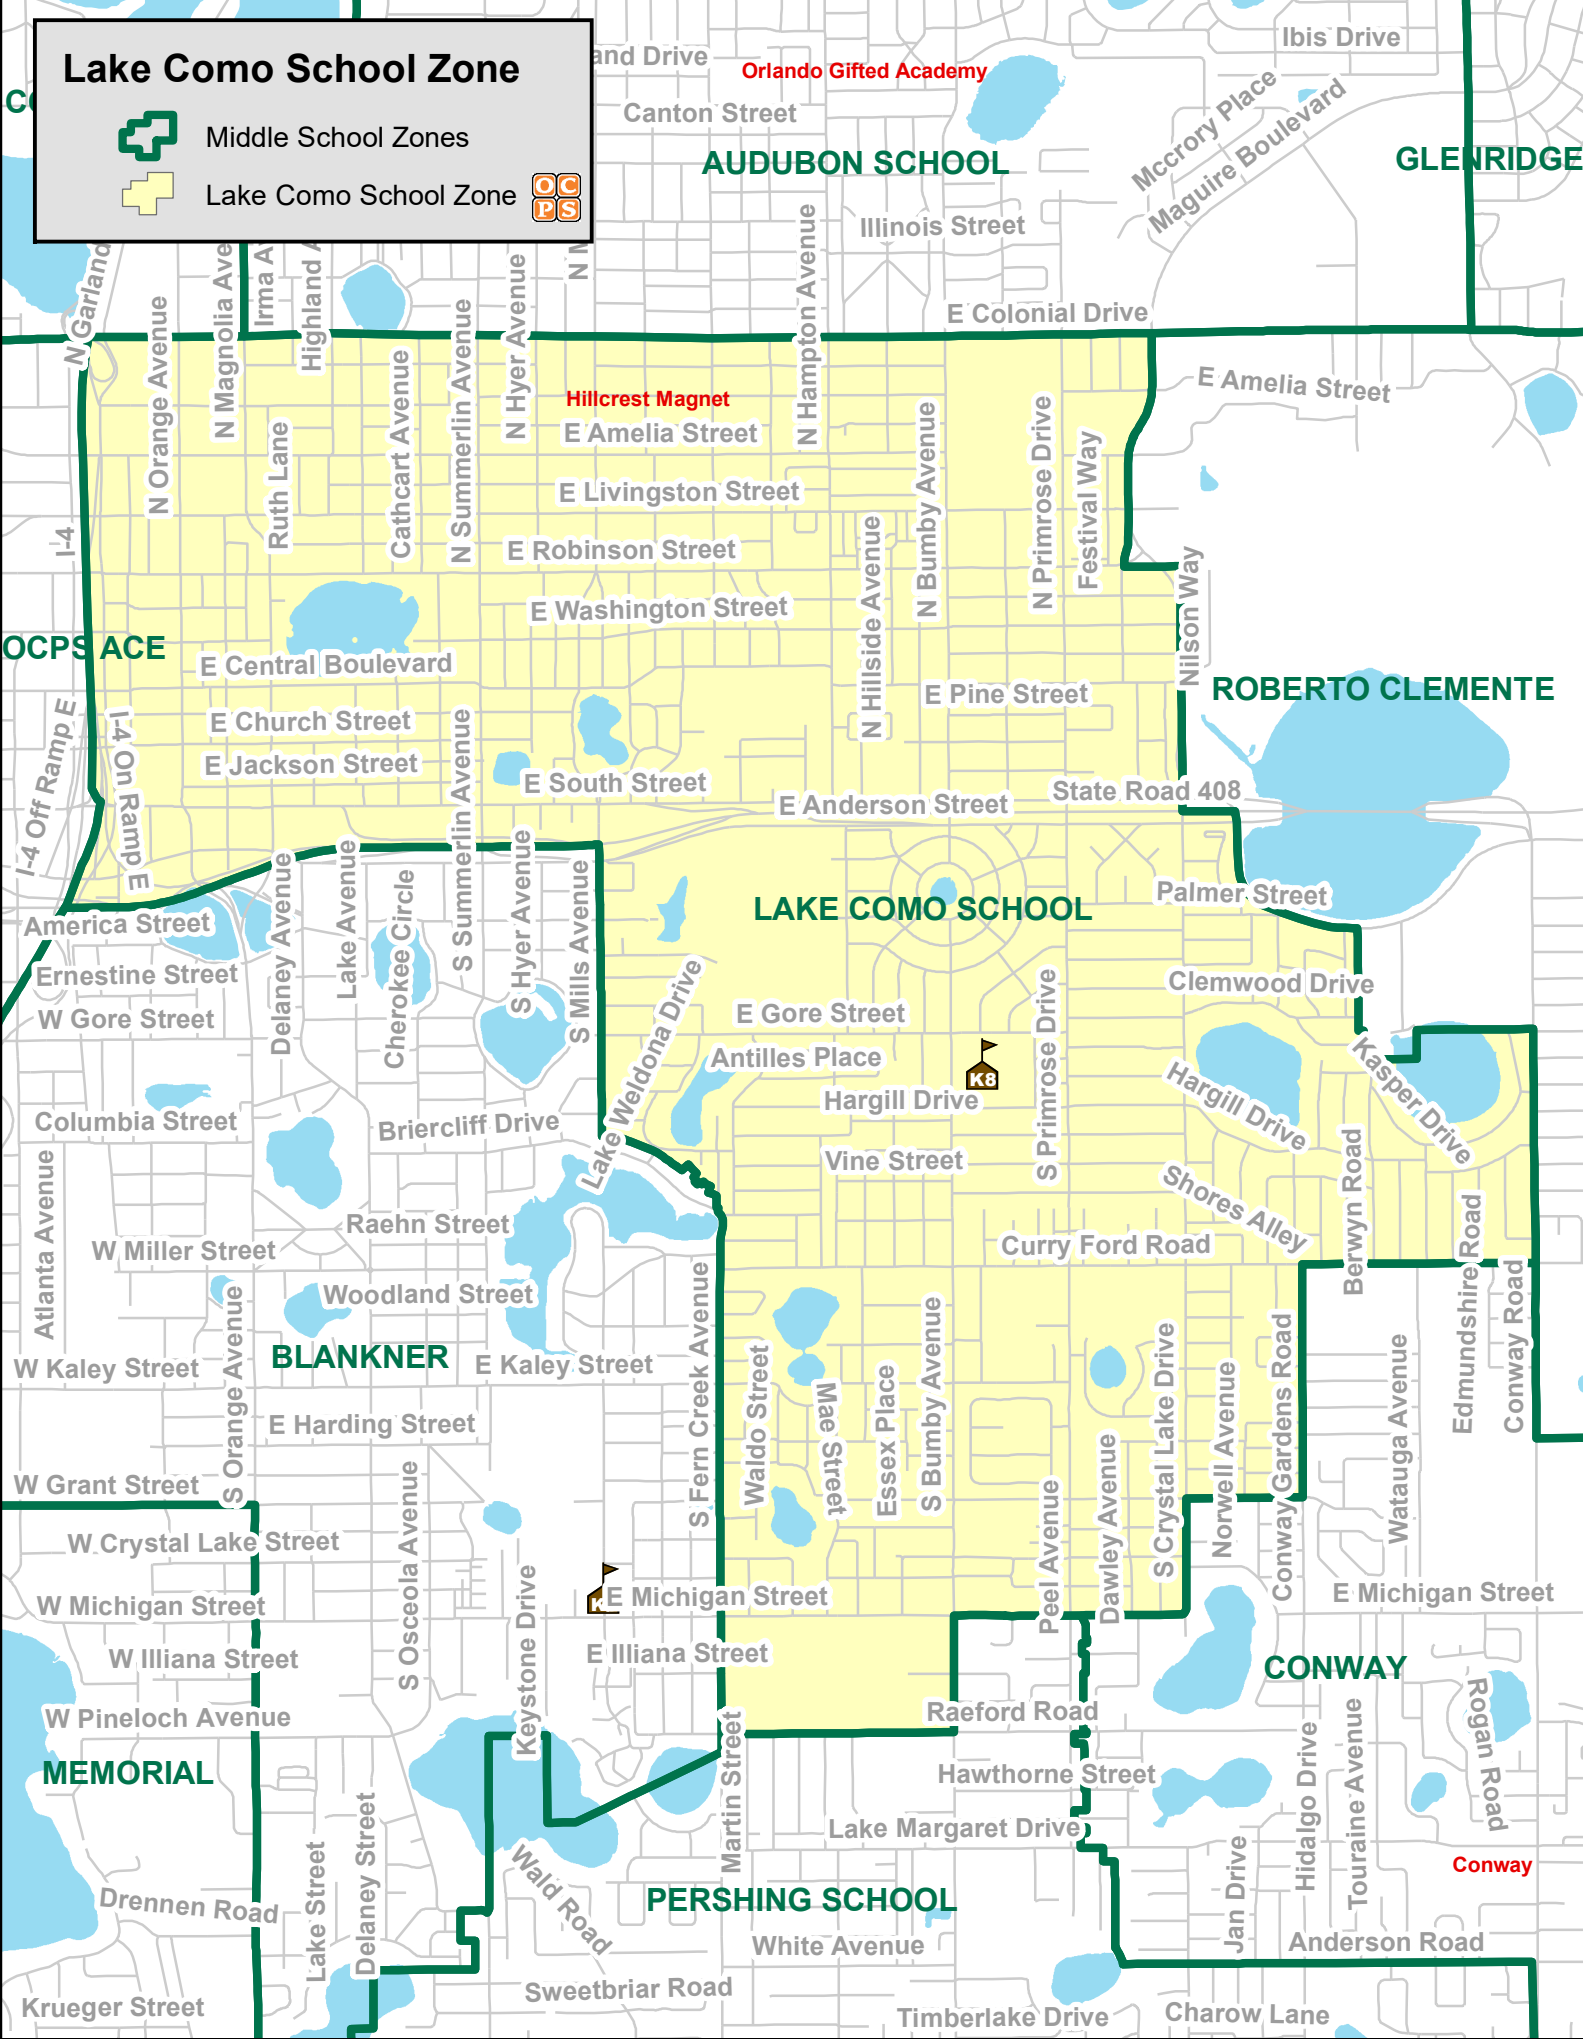 Lake Como School Zone
Middle School Zones
Lake Como School Zone
OC
PS
Ibis Drive
and Drive
Orlando Gifted Academy
Canton Street
Mccrory Place
Maguire Boulevard
AUDUBON SCHOOL
GLENRIDGE
Illinois Street
N Garland
N Magnolia Ave
Irma A
Highland A
N Hyer Avenue
N Hampton Avenue
E Colonial Drive
N Orange Avenue
Cathcart Avenue
N Summerlin Avenue
Hillcrest Magnet
E Amelia Street
E Amelia Street
Ruth Lane
N Bumby Avenue
N Primrose Drive
Festival Way
E Livingston Street
I-4
E Robinson Street
N Hillside Avenue
Nilson Way
E Washington Street
OCPS ACE
E Central Boulevard
E Pine Street
ROBERTO CLEMENTE
I-4 Off Ramp E
I-4 On Ramp E
E Church Street
S Summerlin Avenue
E Jackson Street
E South Street
E Anderson Street
State Road 408
Delaney Avenue
Lake Avenue
Cherokee Circle
S Hyer Avenue
S Mills Avenue
Palmer Street
LAKE COMO SCHOOL
America Street
Ernestine Street
Lake Weldona Drive
S Primrose Drive
Clemwood Drive
W Gore Street
E Gore Street
Antilles Place
K8
Kasper Drive
Hargill Drive
Hargill Drive
Columbia Street
Briercliff Drive
Vine Street
Berwyn Road
Atlanta Avenue
Shores Alley
Edmundshire Road
Raehn Street
W Miller Street
Curry Ford Road
Conway Road
Woodland Street
S Orange Avenue
S Fern Creek Avenue
S Bumby Avenue
S Crystal Lake Drive
Conway Gardens Road
BLANKNER
E Kaley Street
W Kaley Street
Waldo Street
Mae Street
Essex Place
Norwell Avenue
Watauga Avenue
E Harding Street
Dawley Avenue
S Osceola Avenue
W Grant Street
Peel Avenue
W Crystal Lake Street
Keystone Drive
K
E Michigan Street
E Michigan Street
W Michigan Street
E Illiana Street
W Illiana Street
CONWAY
Rogan Road
Raeford Road
W Pineloch Avenue
Martin Street
Hidalgo Drive
Touraine Avenue
MEMORIAL
Hawthorne Street
Delaney Street
Lake Street
Lake Margaret Drive
Jan Drive
Conway
Wald Road
PERSHING SCHOOL
Drennen Road
White Avenue
Anderson Road
Sweetbriar Road
Krueger Street
Timberlake Drive
Charow Lane